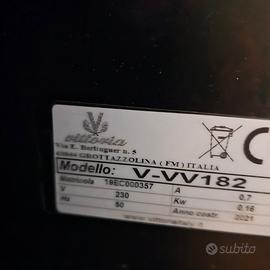 vittoria
Via E. Berlinguer n. 5
63844 GROTTAZZOLINA ( FM ) ITALIA
Modello: V-VV182
Matricola 18EC000357 A 0,7
V 230 Kw 0,16
Hz 50 Anno costr. 2021
subito